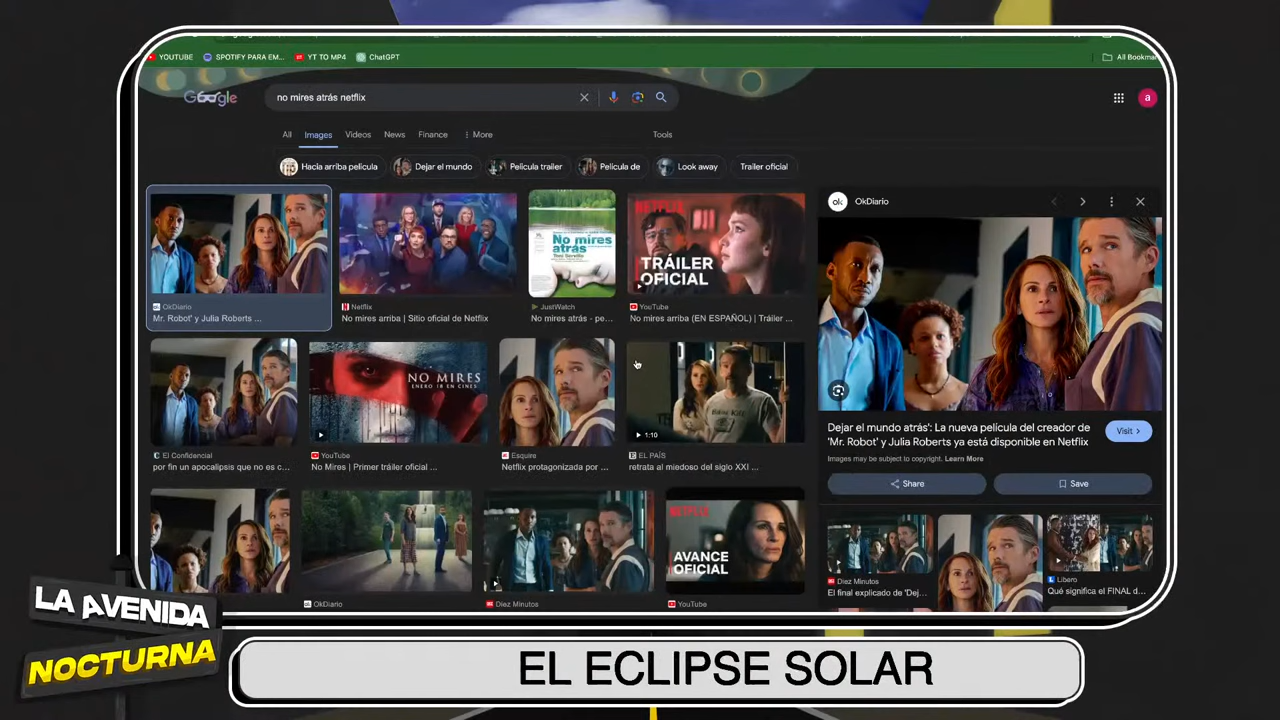 YOUTUBE
SPOTIFY PARA EM...
YT TO MP4
ChatGPT
All Bookmar
Google
no mires atrás netflix
a
All
Images
Videos
News
Finance
More
Tools
Hacia arriba película
Dejar el mundo
Película trailer
Película de
Look away
Trailer oficial
OkDiario
Mr. Robot' y Julia Roberts ...
Netflix
No mires arriba | Sitio oficial de Netflix
No mires
atrás
Toni Servillo
JustWatch
No mires atrás - pe...
NETFLIX
TRÁILER
OFICIAL
YouTube
No mires arriba (EN ESPAÑOL) | Tráiler ...
ok OkDiario
Dejar el mundo atrás': La nueva película del creador de
'Mr. Robot' y Julia Roberts ya está disponible en Netflix
Visit
Images may be subject to copyright. Learn More
Share
Save
El Confidencial
por fin un apocalipsis que no es c...
NO MIRES
ENERO 18 EN CINES
YouTube
No Mires | Primer tráiler oficial ...
Esquire
Netflix protagonizada por ...
1:10
EL PAÍS
retrata al miedoso del siglo XXI ...
OkDiario
Diez Minutos
NETFLIX
AVANCE
OFICIAL
YouTube
Diez Minutos
El final explicado de 'Dej...
Libero
Qué significa el FINAL d...
LA AVENIDA
NOCTURNA
EL ECLIPSE SOLAR